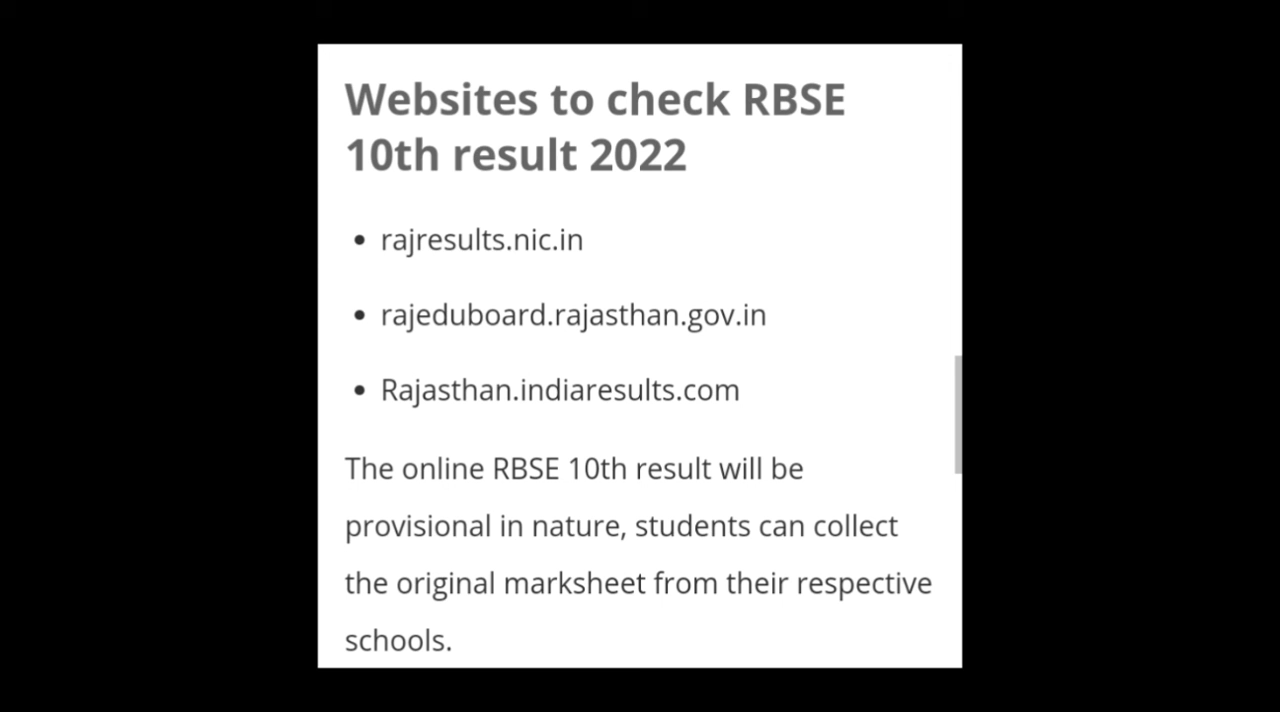 Websites to check RBSE
10th result 2022
• rajresults.nic.in
• rajeduboard.rajasthan.gov.in
• Rajasthan.indiaresults.com
The online RBSE 10th result will be
provisional in nature, students can collect
the original marksheet from their respective
schools.